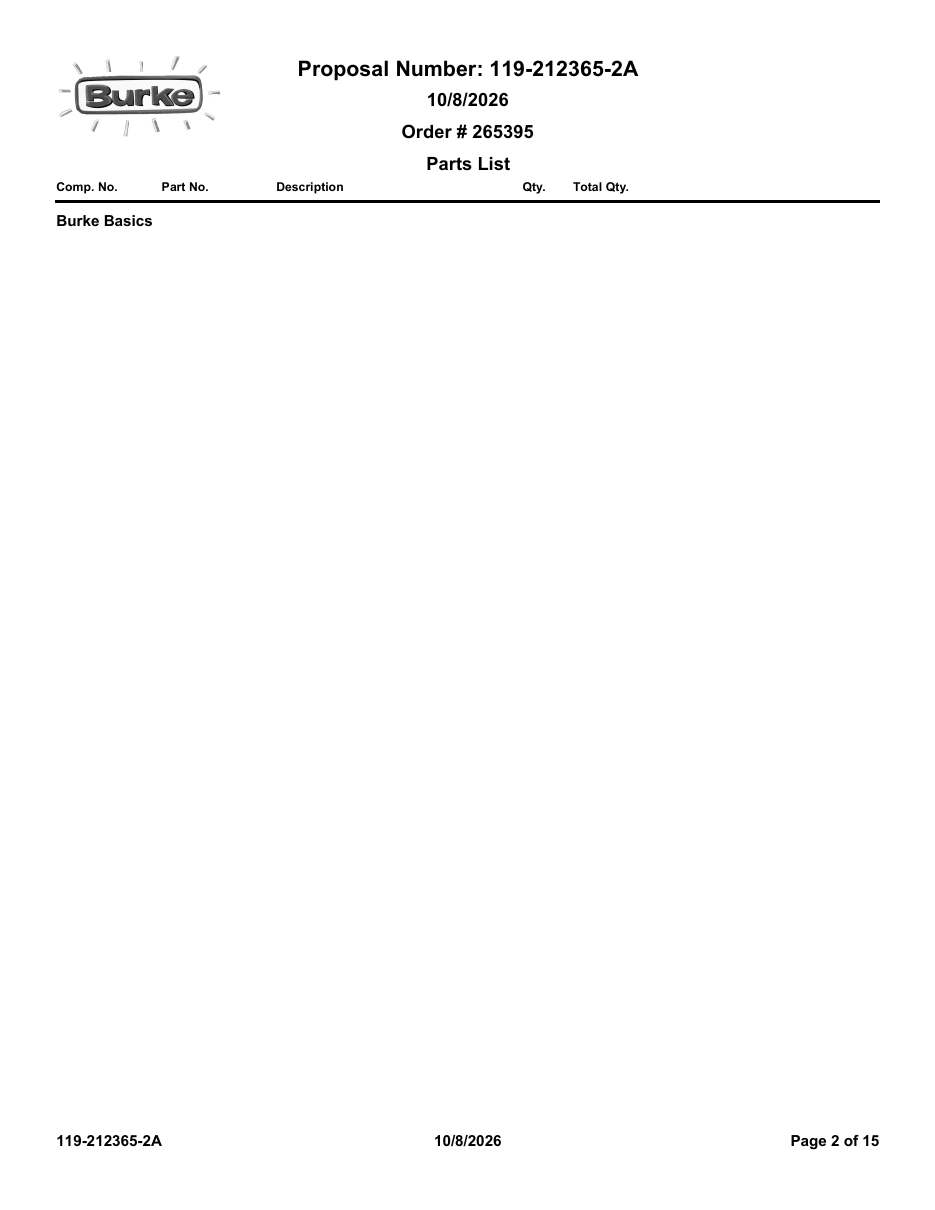 Burke
Proposal Number: 119-212365-2A
10/8/2026
Order # 265395
Parts List
Comp. No. Part No. Description Qty. Total Qty.
Burke Basics
119-212365-2A 10/8/2026 Page 2 of 15